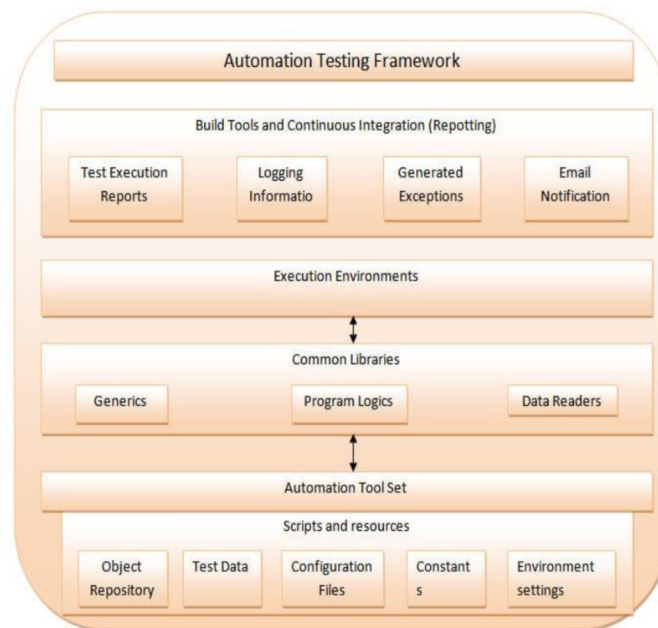 Automation Testing Framework
Build Tools and Continuous Integration (Repotting)
Test Execution
Reports
Logging
Informatio
Generated
Exceptions
Email
Notification
Execution Environments
Common Libraries
Generics
Program Logics
Data Readers
Automation Tool Set
Scripts and resources
Object
Repository
Test Data
Configuration
Files
Constant
s
Environment
settings